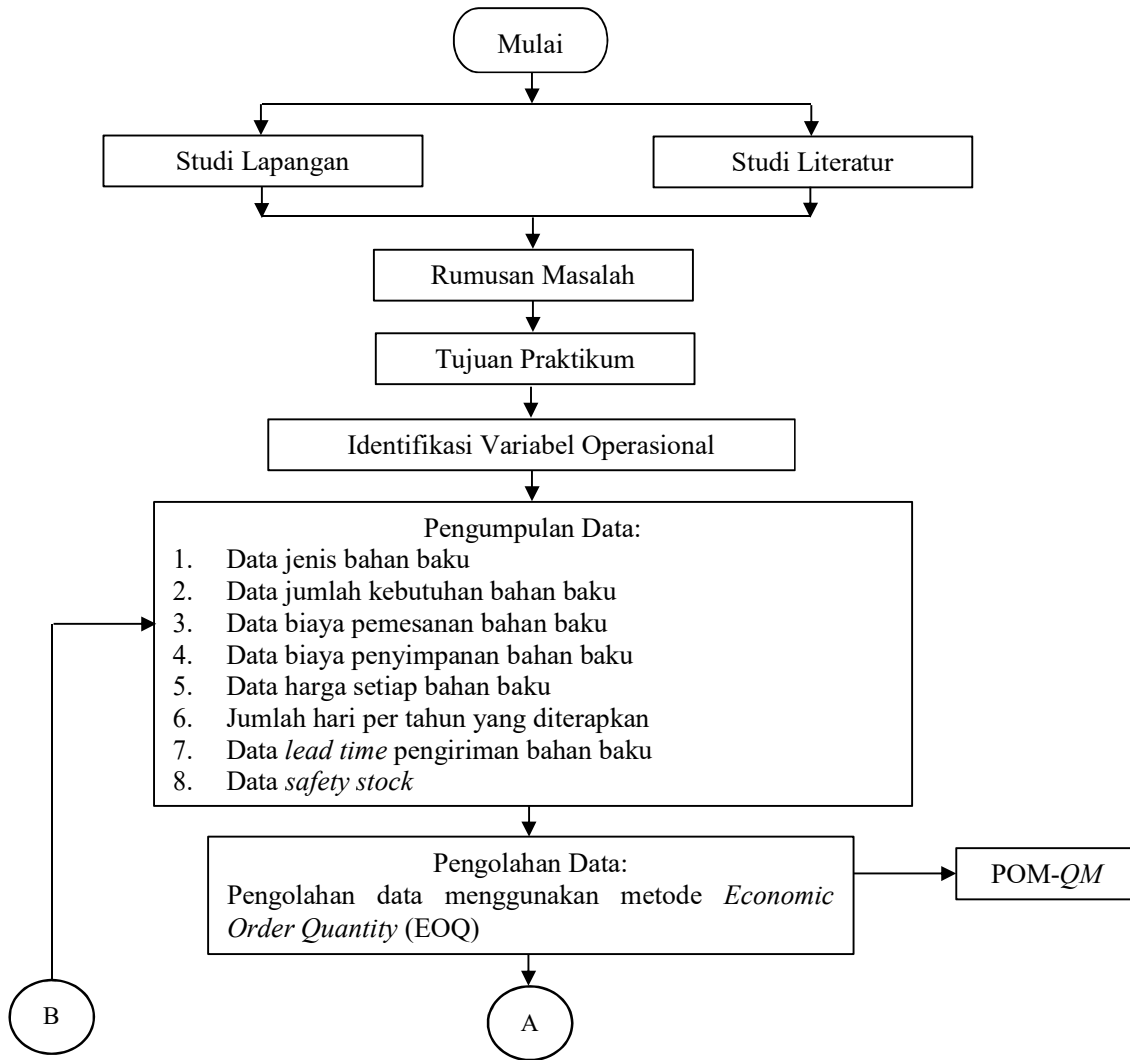 Mulai
Studi Lapangan
Studi Literatur
Rumusan Masalah
Tujuan Praktikum
Identifikasi Variabel Operasional
Pengumpulan Data:
1. Data jenis bahan baku
2. Data jumlah kebutuhan bahan baku
3. Data biaya pemesanan bahan baku
4. Data biaya penyimpanan bahan baku
5. Data harga setiap bahan baku
6. Jumlah hari per tahun yang diterapkan
7. Data lead time pengiriman bahan baku
8. Data safety stock
Pengolahan Data:
Pengolahan data menggunakan metode Economic
Order Quantity (EOQ)
POM-QM
B
A